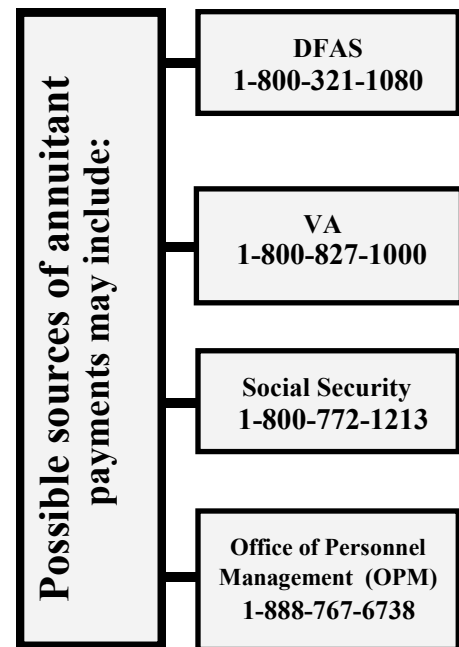 Possible sources of annuitant
payments may include:
DFAS
1-800-321-1080
VA
1-800-827-1000
Social Security
1-800-772-1213
Office of Personnel
Management (OPM)
1-888-767-6738